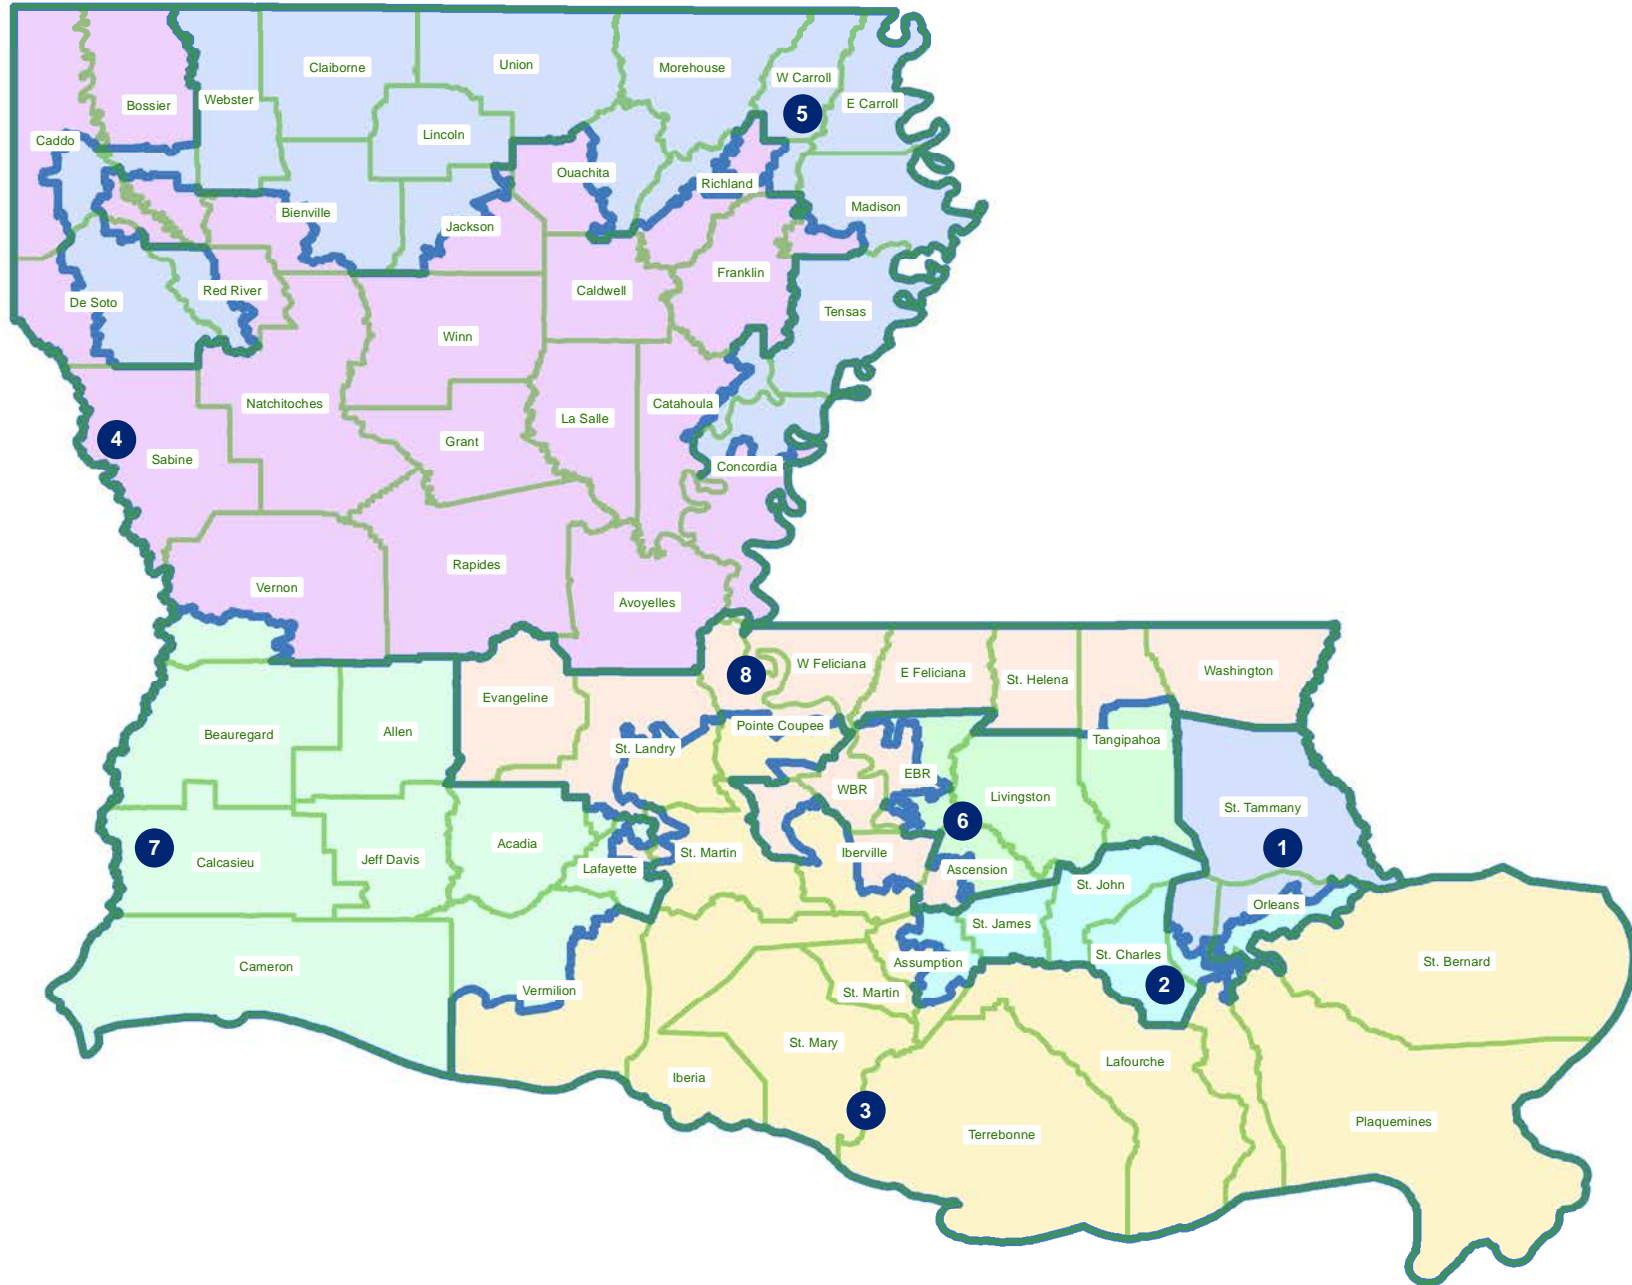 Claiborne
Union
Morehouse
W Carroll
Bossier
Webster
E Carroll
5
Caddo
Lincoln
Ouachita
Richland
Bienville
Jackson
Madison
Franklin
De Soto
Red River
Caldwell
Tensas
Winn
Natchitoches
Catahoula
La Salle
4
Sabine
Grant
Concordia
Vernon
Rapides
Avoyelles
W Feliciana
E Feliciana
St. Helena
Washington
8
Evangeline
Beauregard
Allen
St. Landry
Pointe Coupee
Tangipahoa
EBR
WBR
Livingston
St. Tammany
6
7
Calcasieu
Jeff Davis
Acadia
Lafayette
St. Martin
Iberville
Ascension
1
St. John
Orleans
St. James
Cameron
Vermilion
Assumption
St. Charles
2
St. Bernard
St. Martin
St. Mary
Iberia
Lafourche
3
Terrebonne
Plaquemines